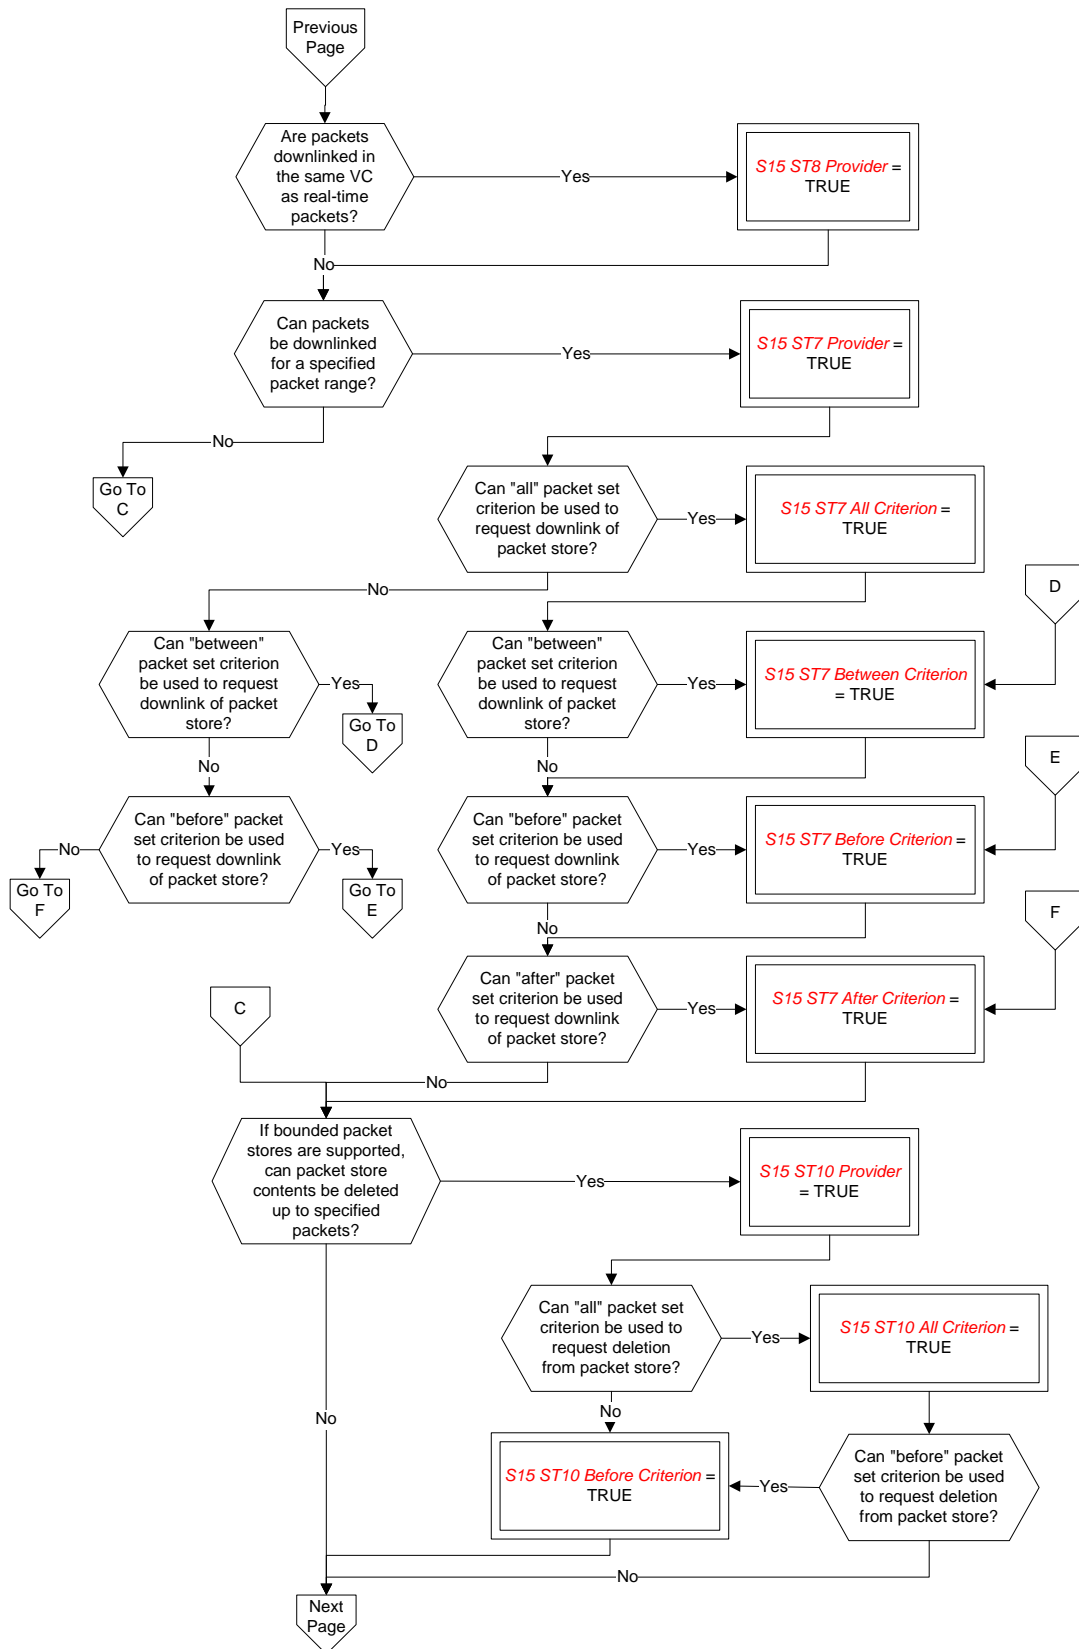 Previous
Page
Are packets
downlinked in
the same VC
as real-time
packets?
Yes
S15 ST8 Provider =
TRUE
No
Can packets
be downlinked
for a specified
packet range?
Yes
S15 ST7 Provider =
TRUE
No
Go To
C
Can "all" packet set
criterion be used to
request downlink of
packet store?
Yes
S15 ST7 All Criterion =
TRUE
No
D
Can "between"
packet set criterion
be used to request
downlink of packet
store?
Yes
Go To
D
Can "between"
packet set criterion
be used to request
downlink of packet
store?
Yes
S15 ST7 Between Criterion
= TRUE
No
No
E
Can "before" packet
set criterion be used
to request downlink
of packet store?
No
Go To
F
Yes
Go To
E
Can "before" packet
set criterion be used
to request downlink
of packet store?
Yes
S15 ST7 Before Criterion =
TRUE
No
F
Can "after" packet
set criterion be used
to request downlink
of packet store?
Yes
S15 ST7 After Criterion =
TRUE
C
No
If bounded packet
stores are supported,
can packet store
contents be deleted
up to specified
packets?
Yes
S15 ST10 Provider
= TRUE
Can "all" packet set
criterion be used to
request deletion
from packet store?
Yes
S15 ST10 All Criterion =
TRUE
No
No
S15 ST10 Before Criterion =
TRUE
Yes
Can "before" packet
set criterion be used
to request deletion
from packet store?
No
Next
Page